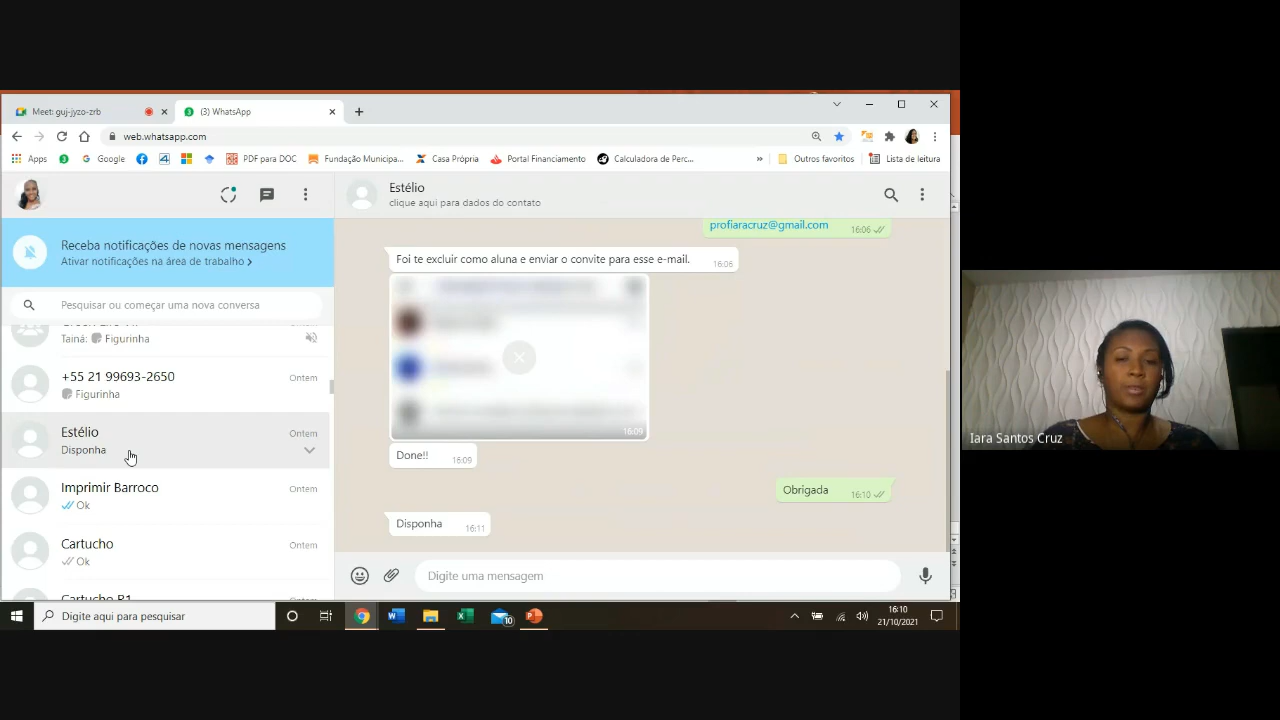 Meet: guj-jyzo-zrb
(3) WhatsApp
web.whatsapp.com
Apps
Google
PDF para DOC
Fundação Municipa...
Casa Própria
Portal Financiamento
Calculadora de Perc...
»
Outros favoritos
Lista de leitura
Estélio
clique aqui para dados do contato
Receba notificações de novas mensagens
Ativar notificações na área de trabalho >
Pesquisar ou começar uma nova conversa
Ontem
Tainá: Figurinha
+55 21 99693-2650
Ontem
Figurinha
Estélio
Ontem
Disponha
Imprimir Barroco
Ontem
Ok
Cartucho
Ontem
Ok
Cartucho R1
Ontem
profiaracruz@gmail.com
16:06
Foi te excluir como aluna e enviar o convite para esse e-mail.
16:06
16:09
Done!!
16:09
Obrigada
16:10
Disponha
16:11
Digite uma mensagem
Digite aqui para pesquisar
10
16:10
21/10/2021
Iara Santos Cruz